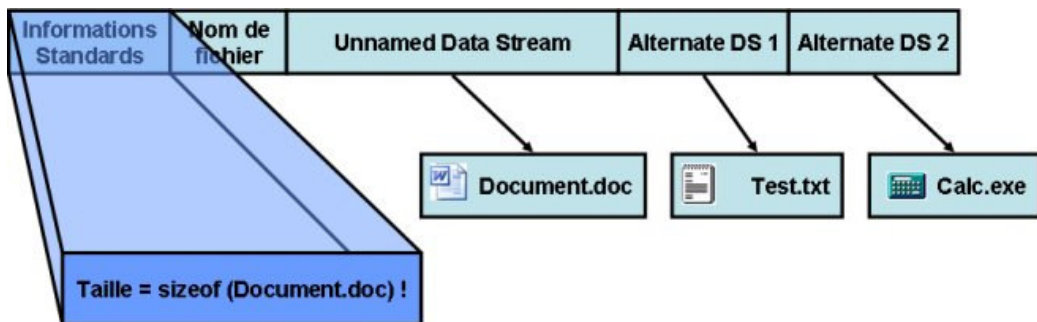 Informations
Standards
Nom de
fichier
Unnamed Data Stream
Alternate DS 1
Alternate DS 2
Document.doc
Test.txt
Calc.exe
Taille = sizeof (Document.doc) !